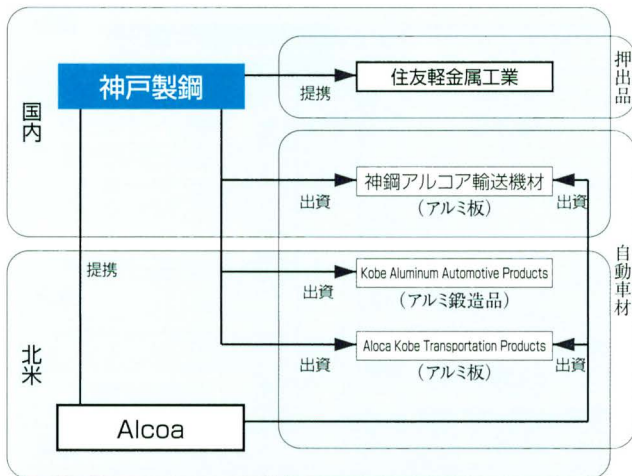 神戸製鋼
提携
住友軽金属工業
押出品
国内
出資
神鋼アルコア輸送機材
(アルミ板)
出資
提携
出資
Kobe Aluminum Automotive Products
(アルミ鍛造品)
自動車材
北米
出資
Aloca Kobe Transportation Products
(アルミ板)
出資
Alcoa